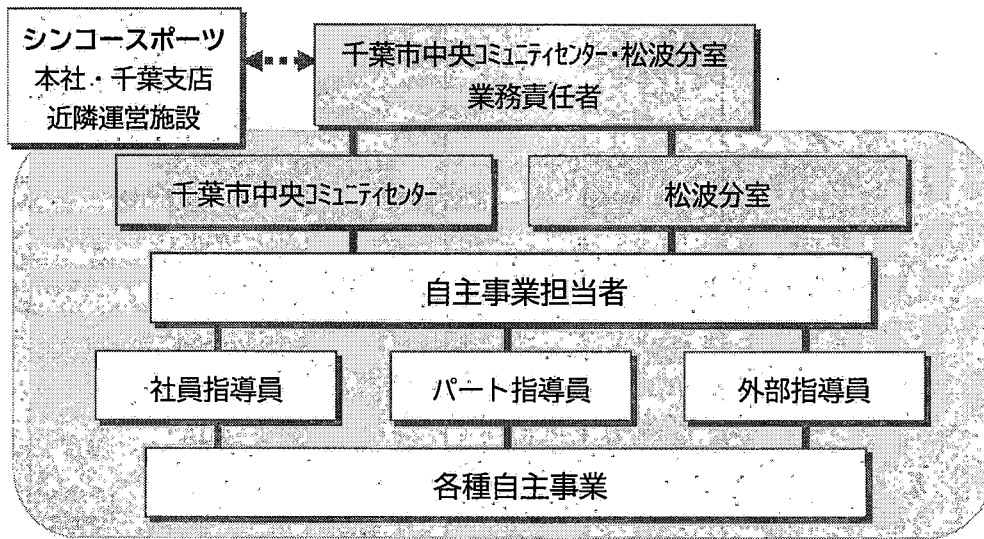 シンコースポーツ
本社・千葉支店
近隣運営施設
千葉市中央コミュニティセンター・松波分室
業務責任者
千葉市中央コミュニティセンター
松波分室
自主事業担当者
社員指導員
パート指導員
外部指導員
各種自主事業